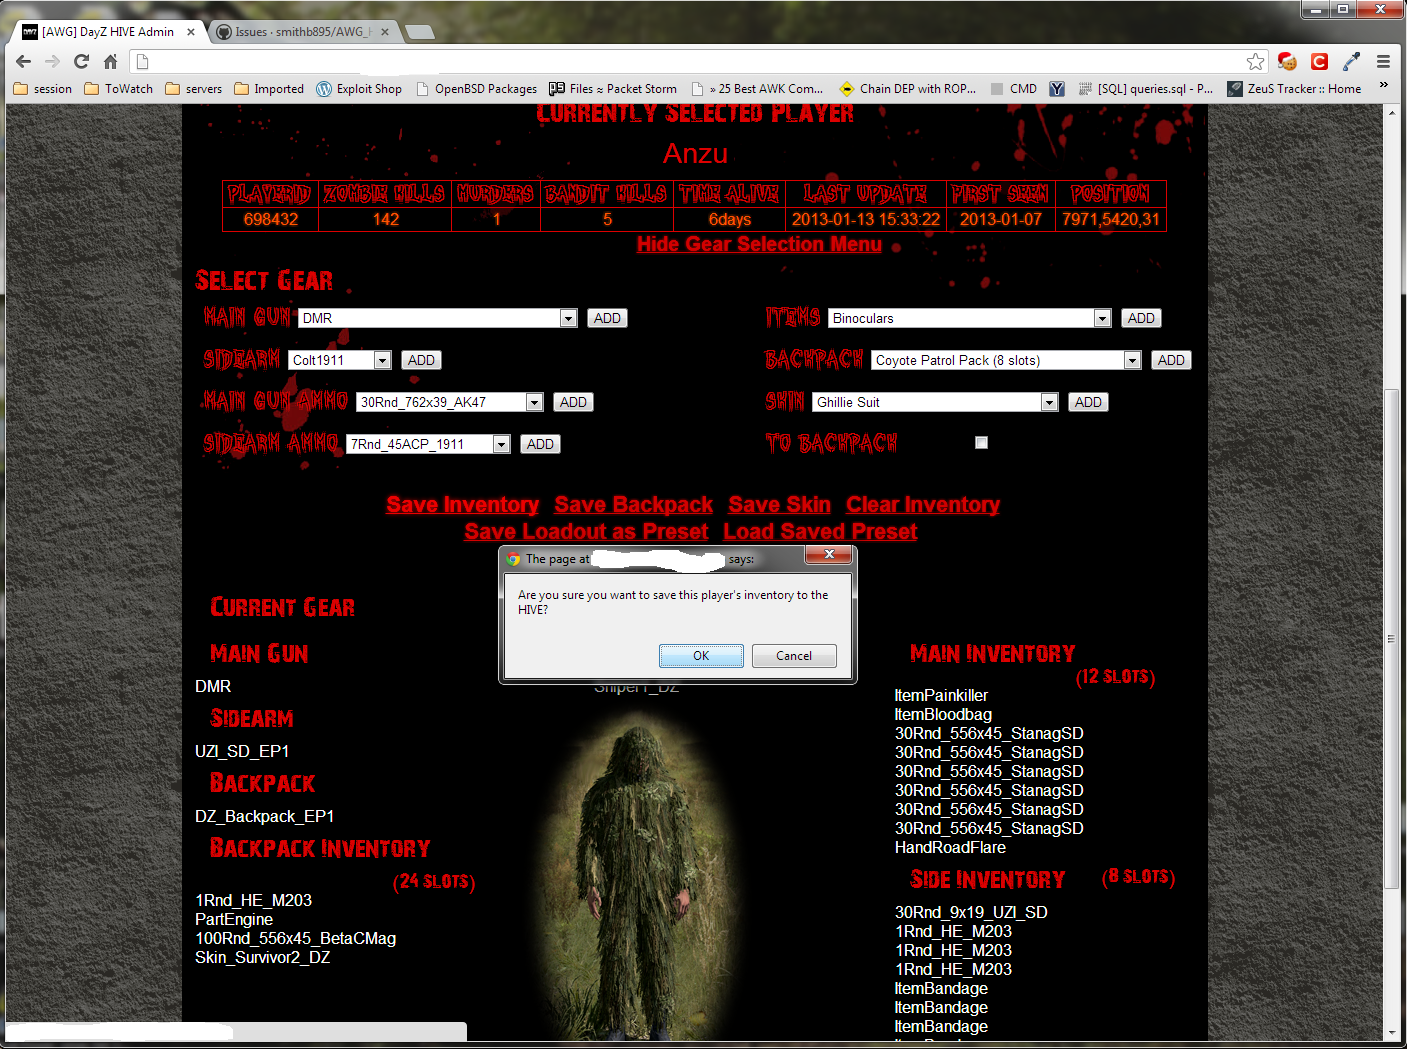 [AWG] DayZ HIVE Admin
Issues · smithb895/AWG_H
session ToWatch servers Imported Exploit Shop OpenBSD Packages Files ≈ Packet Storm » 25 Best AWK Com... Chain DEP with ROP... CMD [SQL] queries.sql - P... ZeuS Tracker :: Home »
Currently Selected Player
Anzu
PlayerID Zombie Kills Murders Bandit Kills Time Alive Last Update First Seen Position
698432 142 1 5 6days 2013-01-13 15:33:22 2013-01-07 7971,5420,31
Hide Gear Selection Menu
Select Gear
Main Gun DMR ADD
Items Binoculars ADD
Sidearm Colt1911 ADD
Backpack Coyote Patrol Pack (8 slots) ADD
Main Gun Ammo 30Rnd_762x39_AK47 ADD
Skin Ghillie Suit ADD
Sidearm Ammo 7Rnd_45ACP_1911 ADD
To Backpack
Save Inventory Save Backpack Save Skin Clear Inventory
Save Loadout as Preset Load Saved Preset
The page at says:
Are you sure you want to save this player's inventory to the
HIVE?
OK Cancel
Current Gear
Main Gun
DMR
Sidearm
UZI_SD_EP1
Backpack
DZ_Backpack_EP1
Backpack Inventory
(24 slots)
1Rnd_HE_M203
PartEngine
100Rnd_556x45_BetaCMag
Skin_Survivor2_DZ
Sniper1_DZ
Main Inventory
(12 slots)
ItemPainkiller
ItemBloodbag
30Rnd_556x45_StanagSD
30Rnd_556x45_StanagSD
30Rnd_556x45_StanagSD
30Rnd_556x45_StanagSD
30Rnd_556x45_StanagSD
30Rnd_556x45_StanagSD
HandRoadFlare
Side Inventory (8 slots)
30Rnd_9x19_UZI_SD
1Rnd_HE_M203
1Rnd_HE_M203
1Rnd_HE_M203
ItemBandage
ItemBandage
ItemBandage